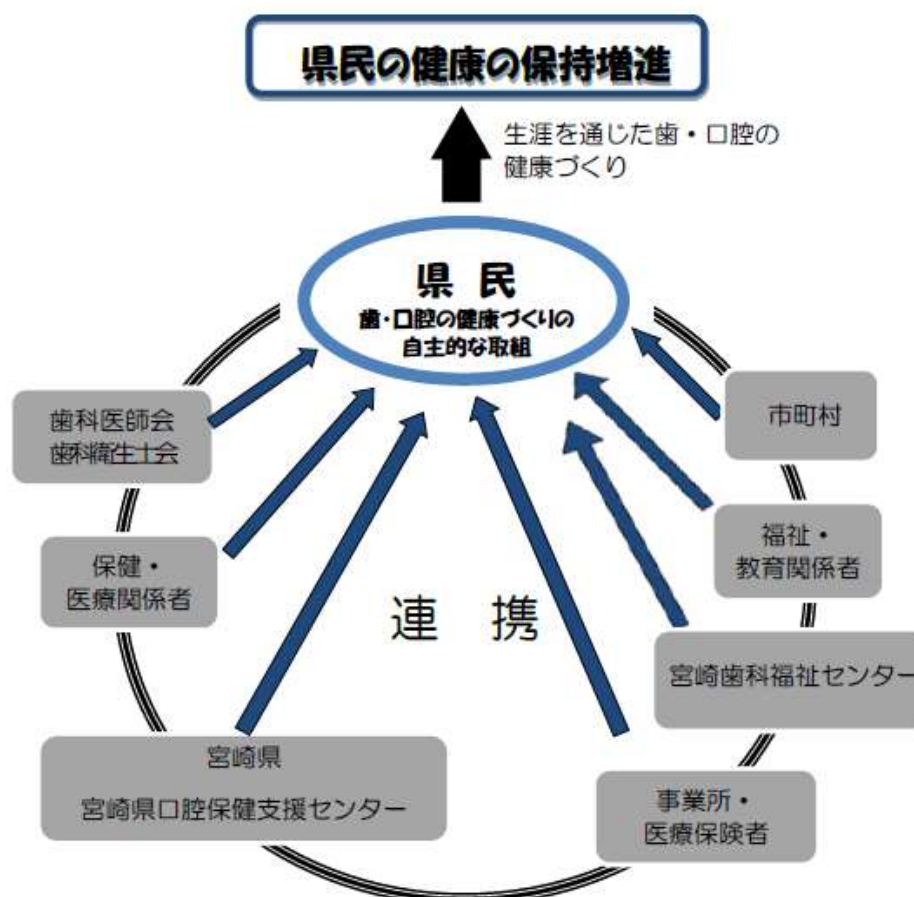 県民の健康の保持増進
生涯を通じた歯・口腔の
健康づくり
県 民
歯・口腔の健康づくりの
自主的な取組
歯科医師会
歯科衛生士会
市町村
保健・
医療関係者
福祉・
教育関係者
連 携
宮崎歯科福祉センター
宮崎県
宮崎県口腔保健支援センター
事業所・
医療保険者